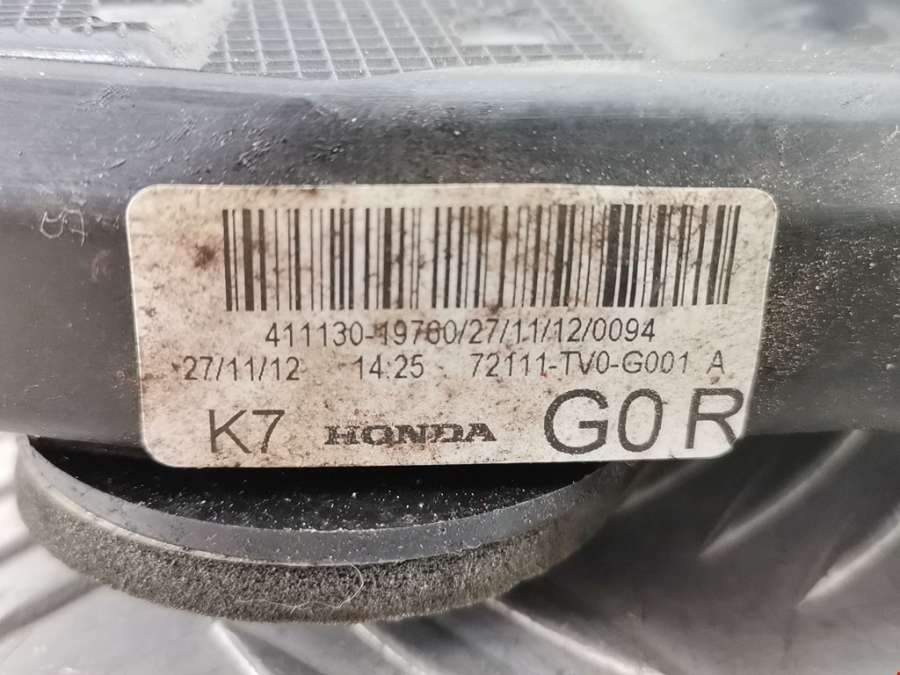 411130-19760/27/11/12/0094
27/11/12 14:25 72111-TV0-G001 A
K7 HONDA G0 R